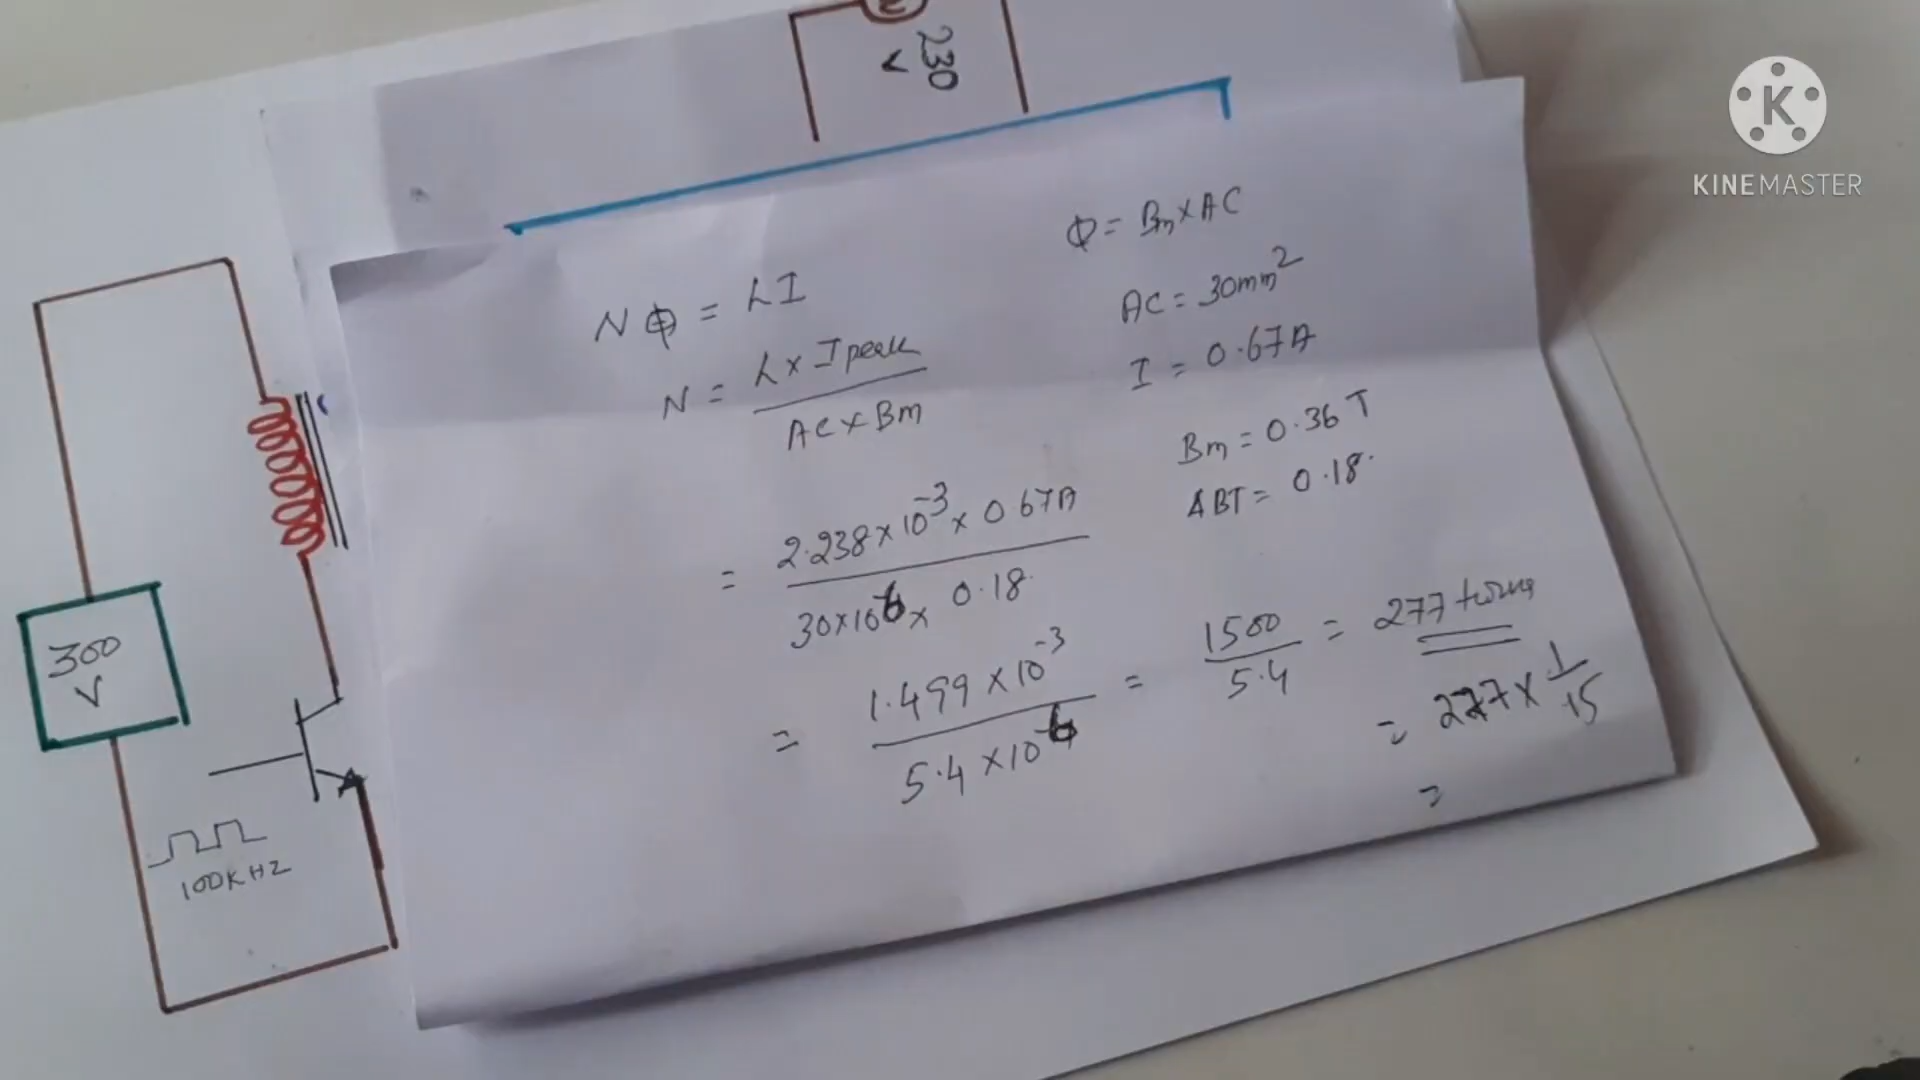 230
V
KINEMASTER
Φ = Bm × AC
NΦ = LI
AC = 30mm²
N = L × Ipeak / AC × Bm
I = 0.67A
Bm = 0.36 T
ΔBT = 0.18.
= 2.238 × 10⁻³ × 0.67A / 30×10⁻⁶ × 0.18
= 1.499 × 10⁻³ / 5.4 × 10⁻⁶ = 1500 / 5.4 = 277 turns
= 277 × 1/15
=
300
V
100KHZ